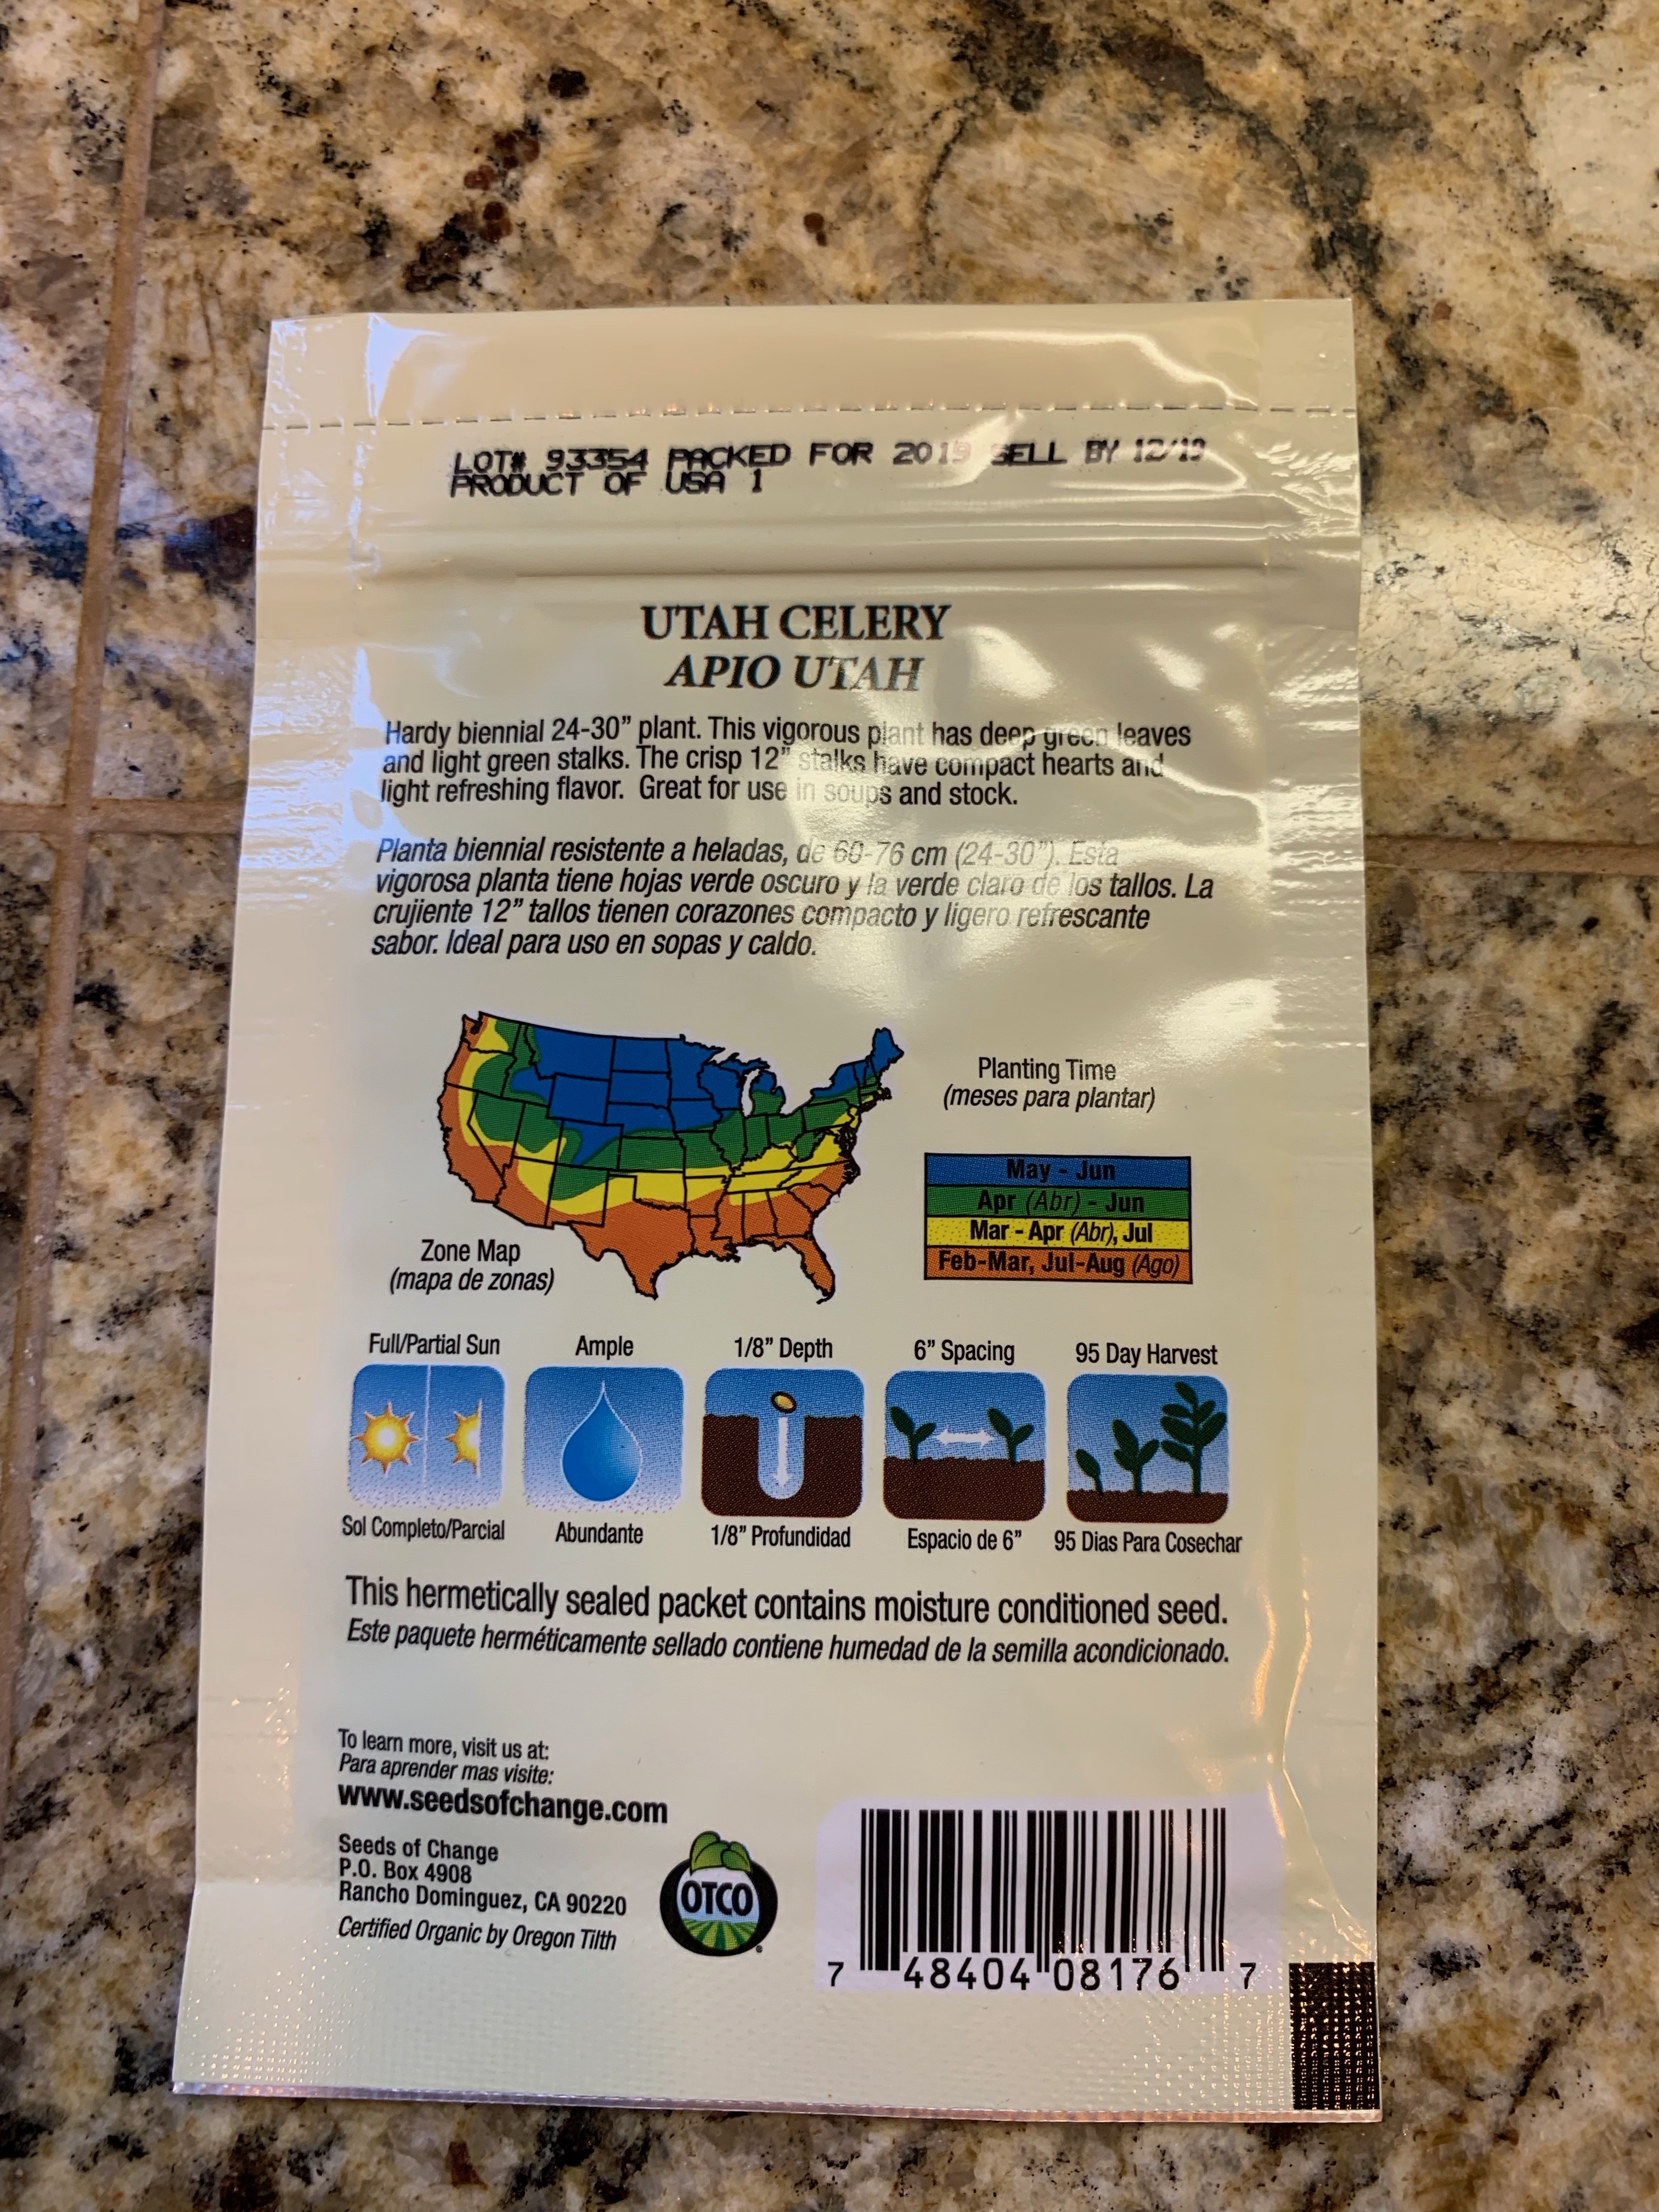 LOT# 93354 PACKED FOR 2019 SELL BY 12/19
PRODUCT OF USA 1
UTAH CELERY
APIO UTAH
Hardy biennial 24-30” plant. This vigorous plant has deep green leaves
and light green stalks. The crisp 12” stalks have compact hearts and
light refreshing flavor. Great for use in soups and stock.
Planta biennial resistente a heladas, de 60-76 cm (24-30”). Esta
vigorosa planta tiene hojas verde oscuro y la verde claro de los tallos. La
crujiente 12” tallos tienen corazones compacto y ligero refrescante
sabor. Ideal para uso en sopas y caldo.
Planting Time
(meses para plantar)
May - Jun
Apr (Abr) - Jun
Mar - Apr (Abr), Jul
Feb-Mar, Jul-Aug (Ago)
Zone Map
(mapa de zonas)
Full/Partial Sun Ample 1/8” Depth 6” Spacing 95 Day Harvest
Sol Completo/Parcial Abundante 1/8” Profundidad Espacio de 6” 95 Dias Para Cosechar
This hermetically sealed packet contains moisture conditioned seed.
Este paquete herméticamente sellado contiene humedad de la semilla acondicionado.
To learn more, visit us at:
Para aprender mas visite:
www.seedsofchange.com
Seeds of Change
P.O. Box 4908
Rancho Dominguez, CA 90220
Certified Organic by Oregon Tilth
OTCO
7 48404 08176 7